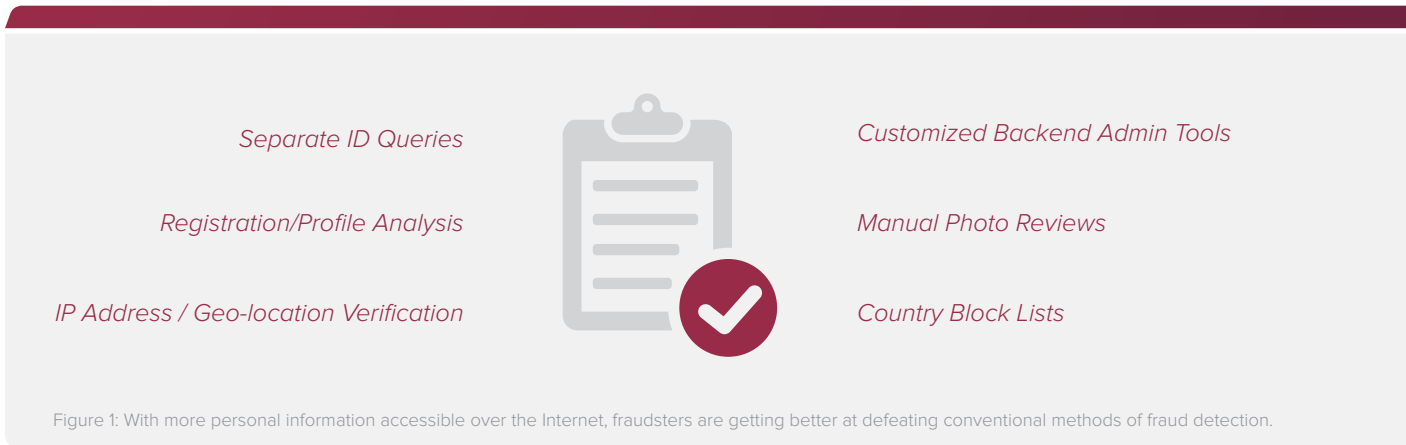 Separate ID Queries
Registration/Profile Analysis
IP Address / Geo-location Verification
Customized Backend Admin Tools
Manual Photo Reviews
Country Block Lists
Figure 1: With more personal information accessible over the Internet, fraudsters are getting better at defeating conventional methods of fraud detection.